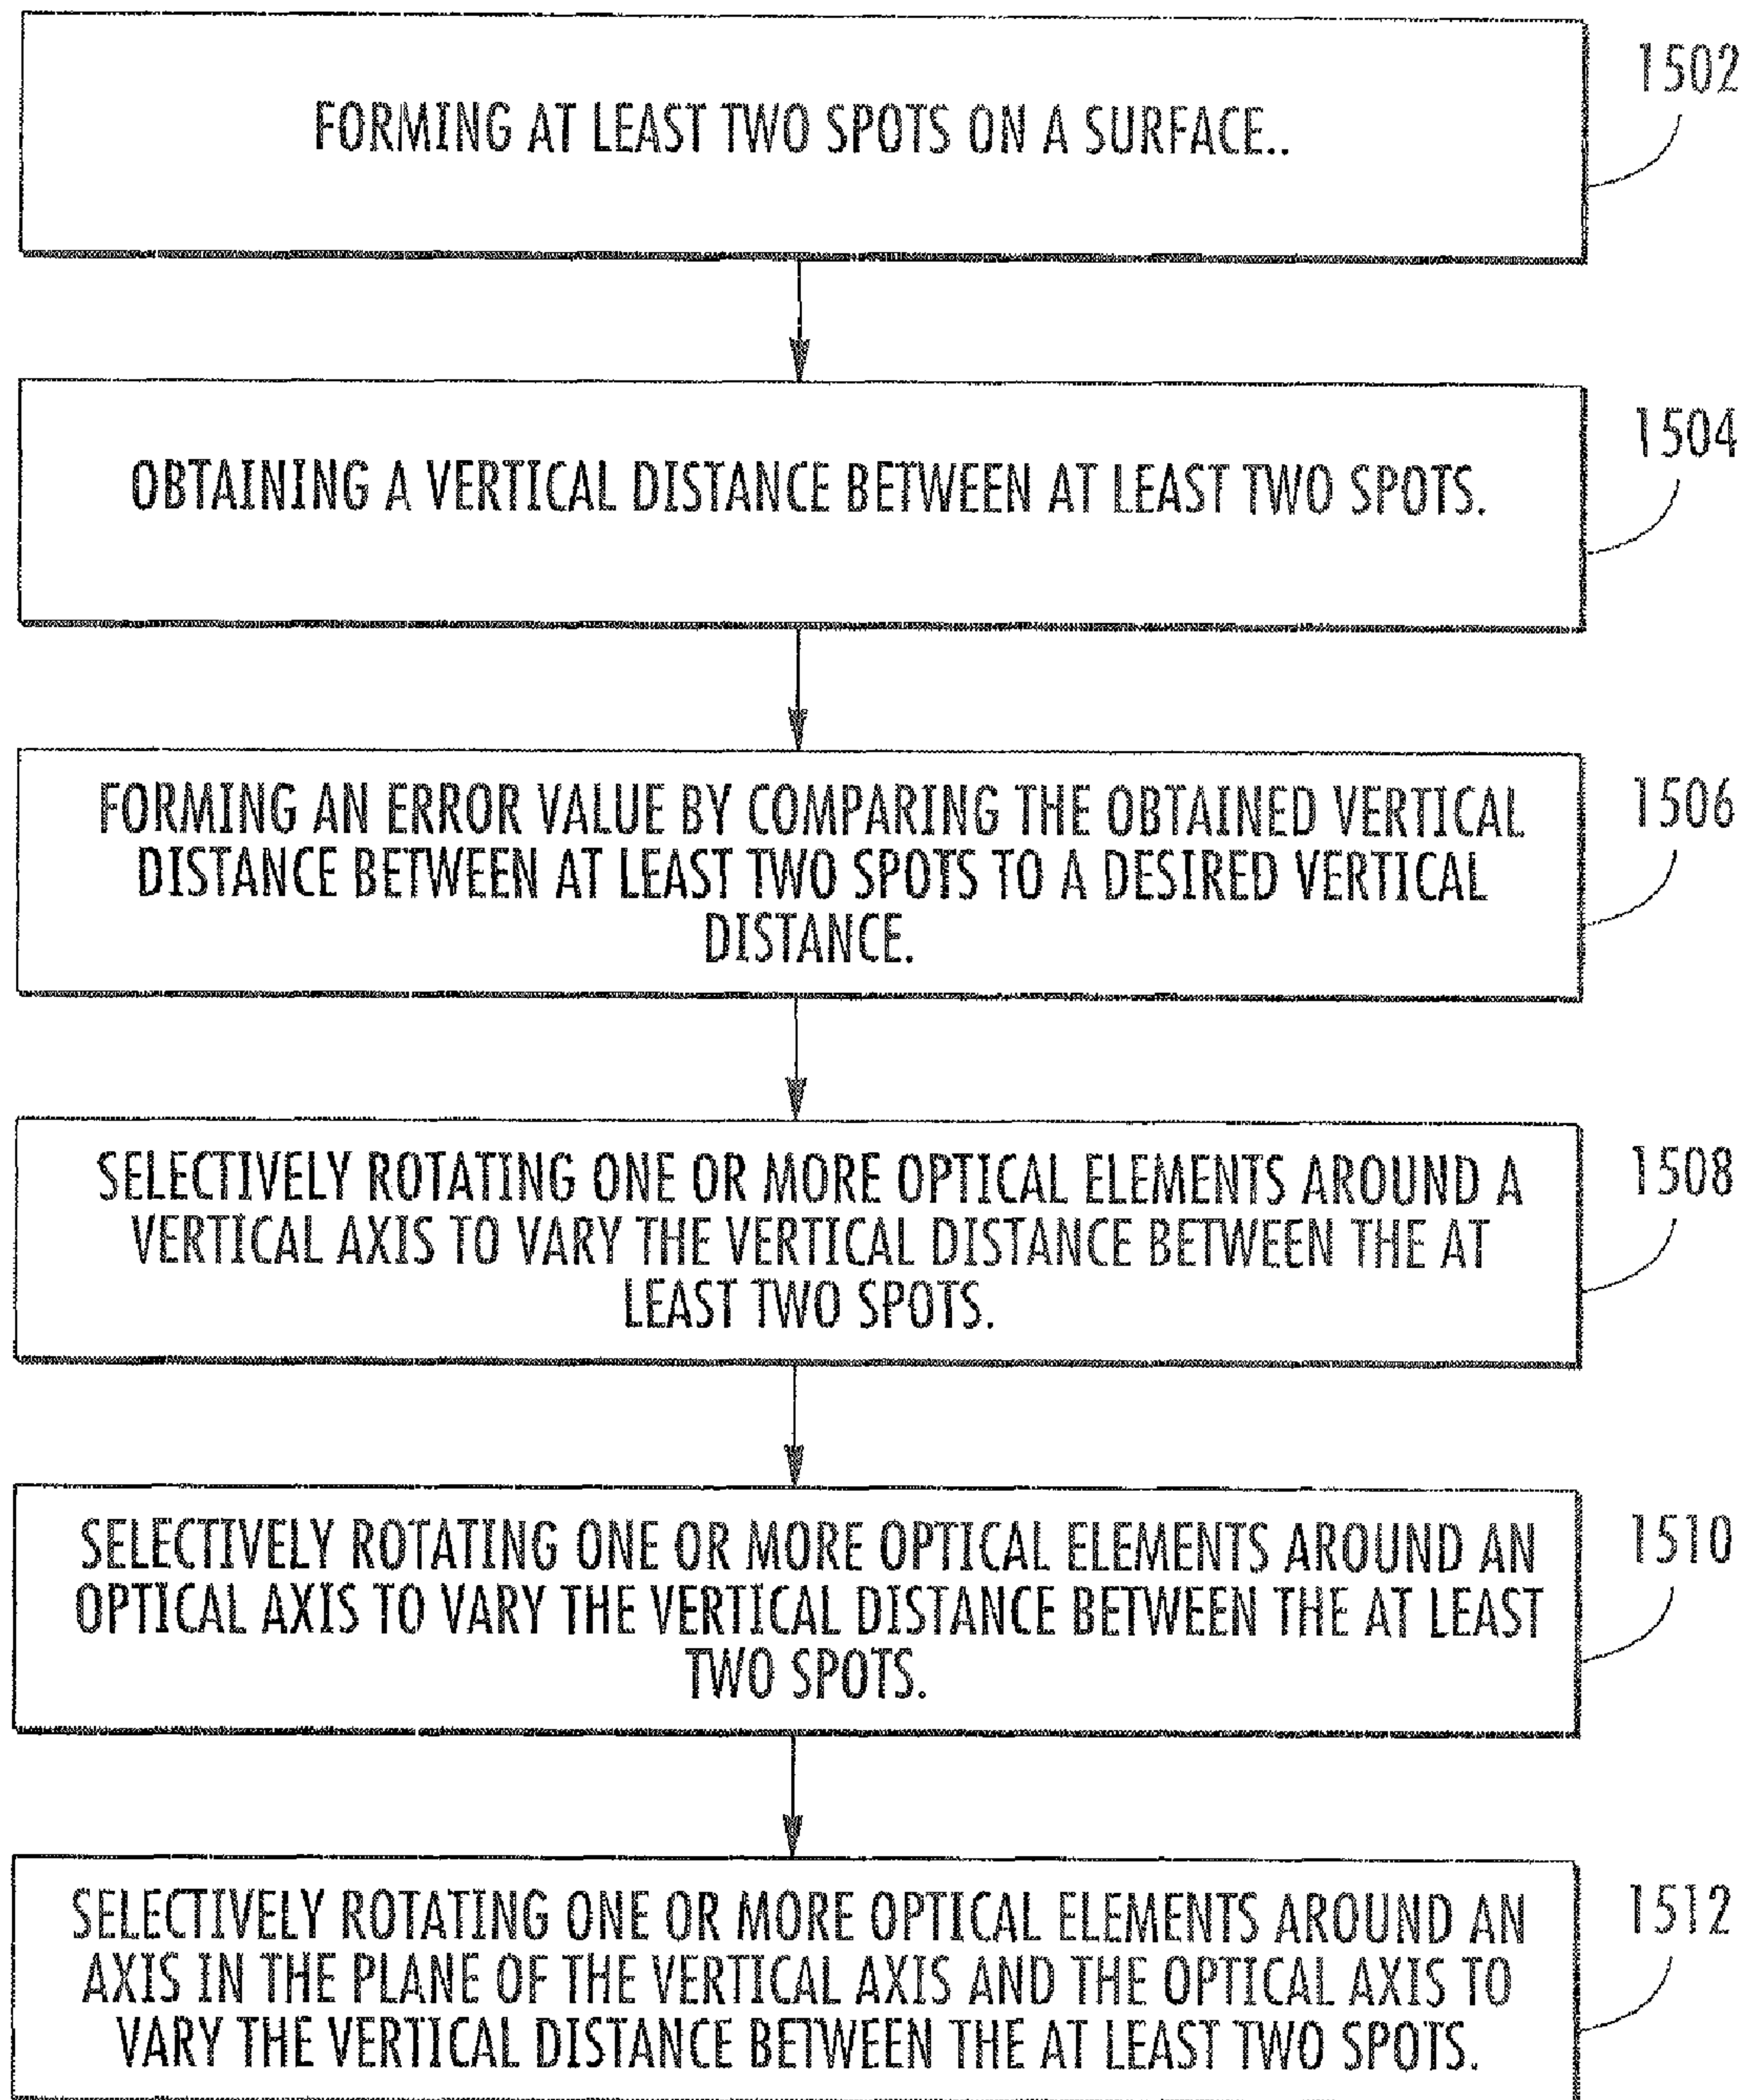 1502
FORMING AT LEAST TWO SPOTS ON A SURFACE..
1504
OBTAINING A VERTICAL DISTANCE BETWEEN AT LEAST TWO SPOTS.
1506
FORMING AN ERROR VALUE BY COMPARING THE OBTAINED VERTICAL
DISTANCE BETWEEN AT LEAST TWO SPOTS TO A DESIRED VERTICAL
DISTANCE.
1508
SELECTIVELY ROTATING ONE OR MORE OPTICAL ELEMENTS AROUND A
VERTICAL AXIS TO VARY THE VERTICAL DISTANCE BETWEEN THE AT
LEAST TWO SPOTS.
1510
SELECTIVELY ROTATING ONE OR MORE OPTICAL ELEMENTS AROUND AN
OPTICAL AXIS TO VARY THE VERTICAL DISTANCE BETWEEN THE AT LEAST
TWO SPOTS.
1512
SELECTIVELY ROTATING ONE OR MORE OPTICAL ELEMENTS AROUND AN
AXIS IN THE PLANE OF THE VERTICAL AXIS AND THE OPTICAL AXIS TO
VARY THE VERTICAL DISTANCE BETWEEN THE AT LEAST TWO SPOTS.